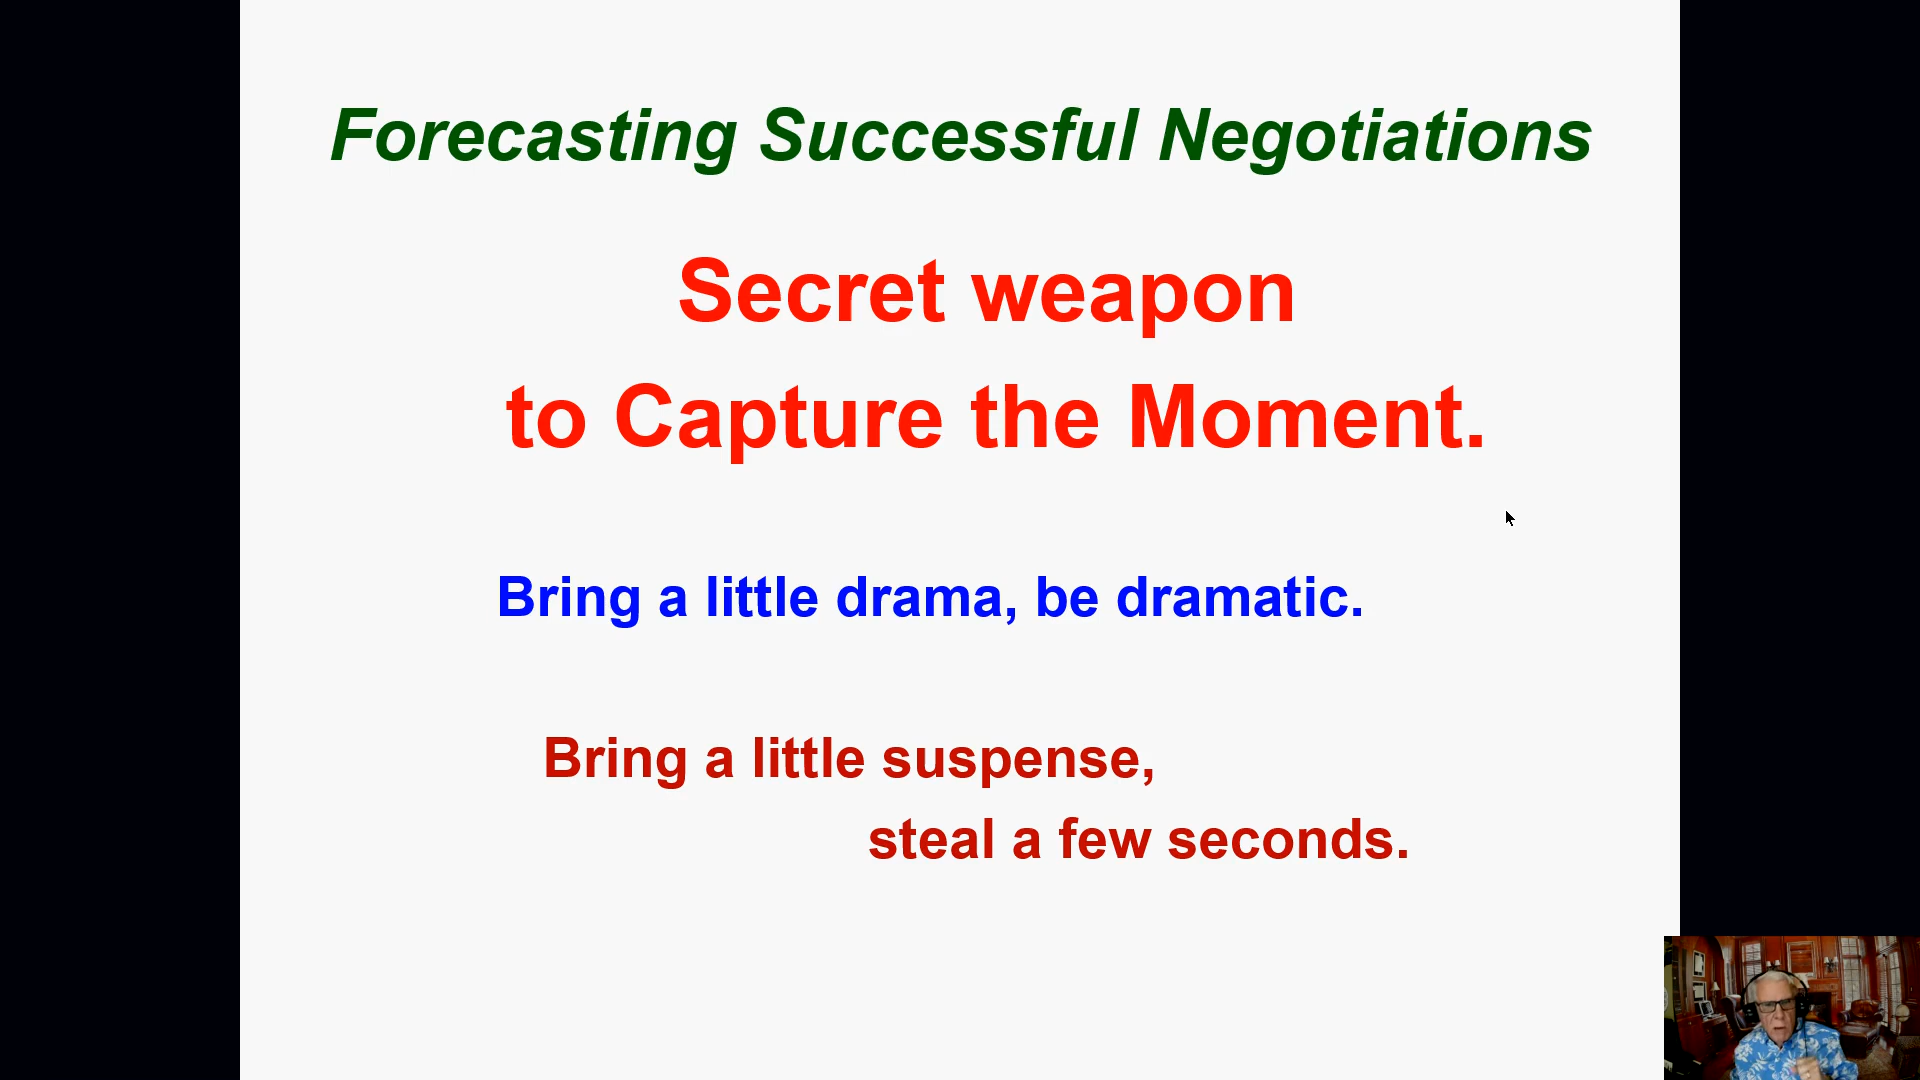 Forecasting Successful Negotiations
Secret weapon
to Capture the Moment.
Bring a little drama, be dramatic.
Bring a little suspense,
steal a few seconds.